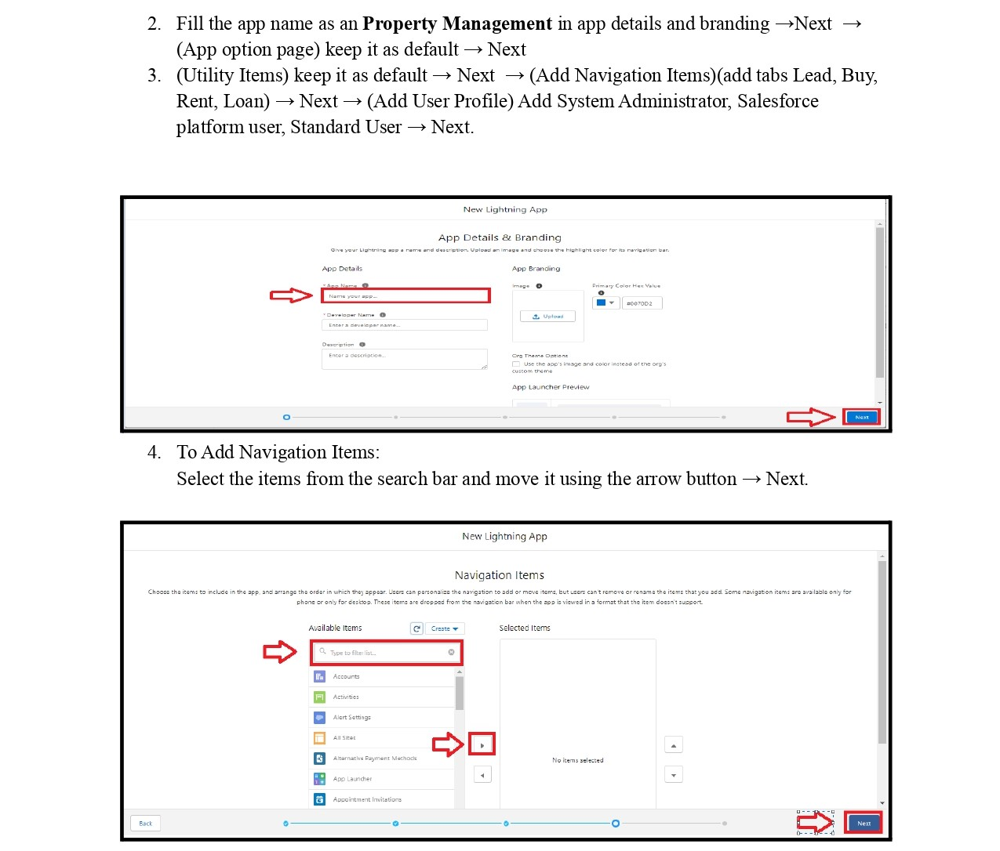 2. Fill the app name as an Property Management in app details and branding →Next →
(App option page) keep it as default → Next
3. (Utility Items) keep it as default → Next → (Add Navigation Items)(add tabs Lead, Buy,
Rent, Loan) → Next → (Add User Profile) Add System Administrator, Salesforce
platform user, Standard User → Next.
New Lightning App
App Details & Branding
Give your Lightning app a name and description. Upload an image and choose the highlight color for its navigation bar.
App Details
App Branding
* App Name
Image
Primary Color Hex Value
Name your app...
#0070D2
* Developer Name
Upload
Enter a developer name...
Description
Enter a description...
Org Theme Options
Use the app's image and color instead of the org's
custom theme
App Launcher Preview
Next
4. To Add Navigation Items:
Select the items from the search bar and move it using the arrow button → Next.
New Lightning App
Navigation Items
Choose the items to include in the app, and arrange the order in which they appear. Users can personalize the navigation to add or move items, but users can't remove or rename the items that you add. Some navigation items are available only for
phone or only for desktop. These items are dropped from the navigation bar when the app is viewed in a format that the item doesn't support.
Available Items
Create
Selected Items
Type to filter list...
Accounts
Activities
Alert Settings
All Sites
Alternative Payment Methods
No items selected
App Launcher
Appointment Invitations
Back
Next